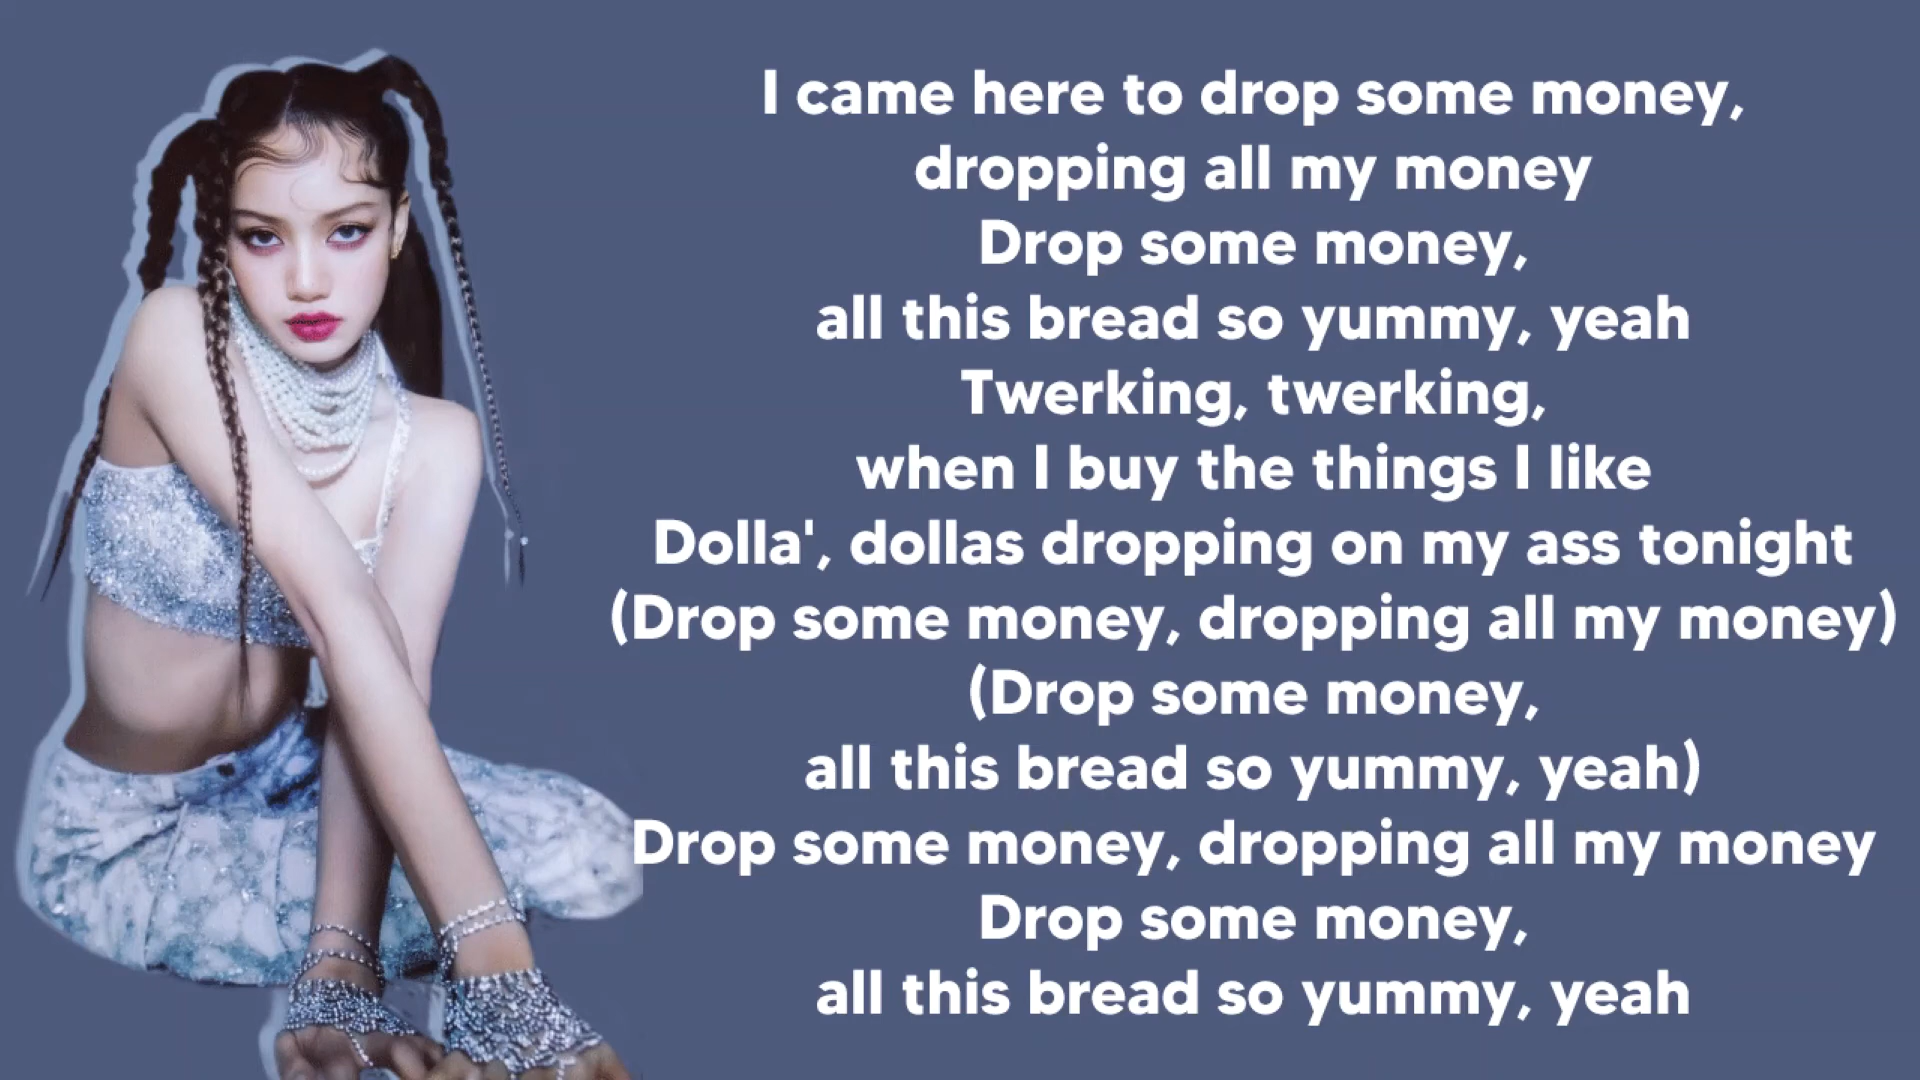 I came here to drop some money,
dropping all my money
Drop some money,
all this bread so yummy, yeah
Twerking, twerking,
when I buy the things I like
Dolla', dollas dropping on my ass tonight
(Drop some money, dropping all my money)
(Drop some money,
all this bread so yummy, yeah)
Drop some money, dropping all my money
Drop some money,
all this bread so yummy, yeah